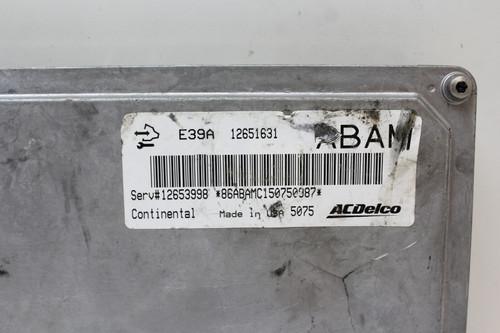 E39A 12651631 ABAM
Serv#12653998 *86ABAMC150750987*
Continental Made In USA 5075 ACDelco